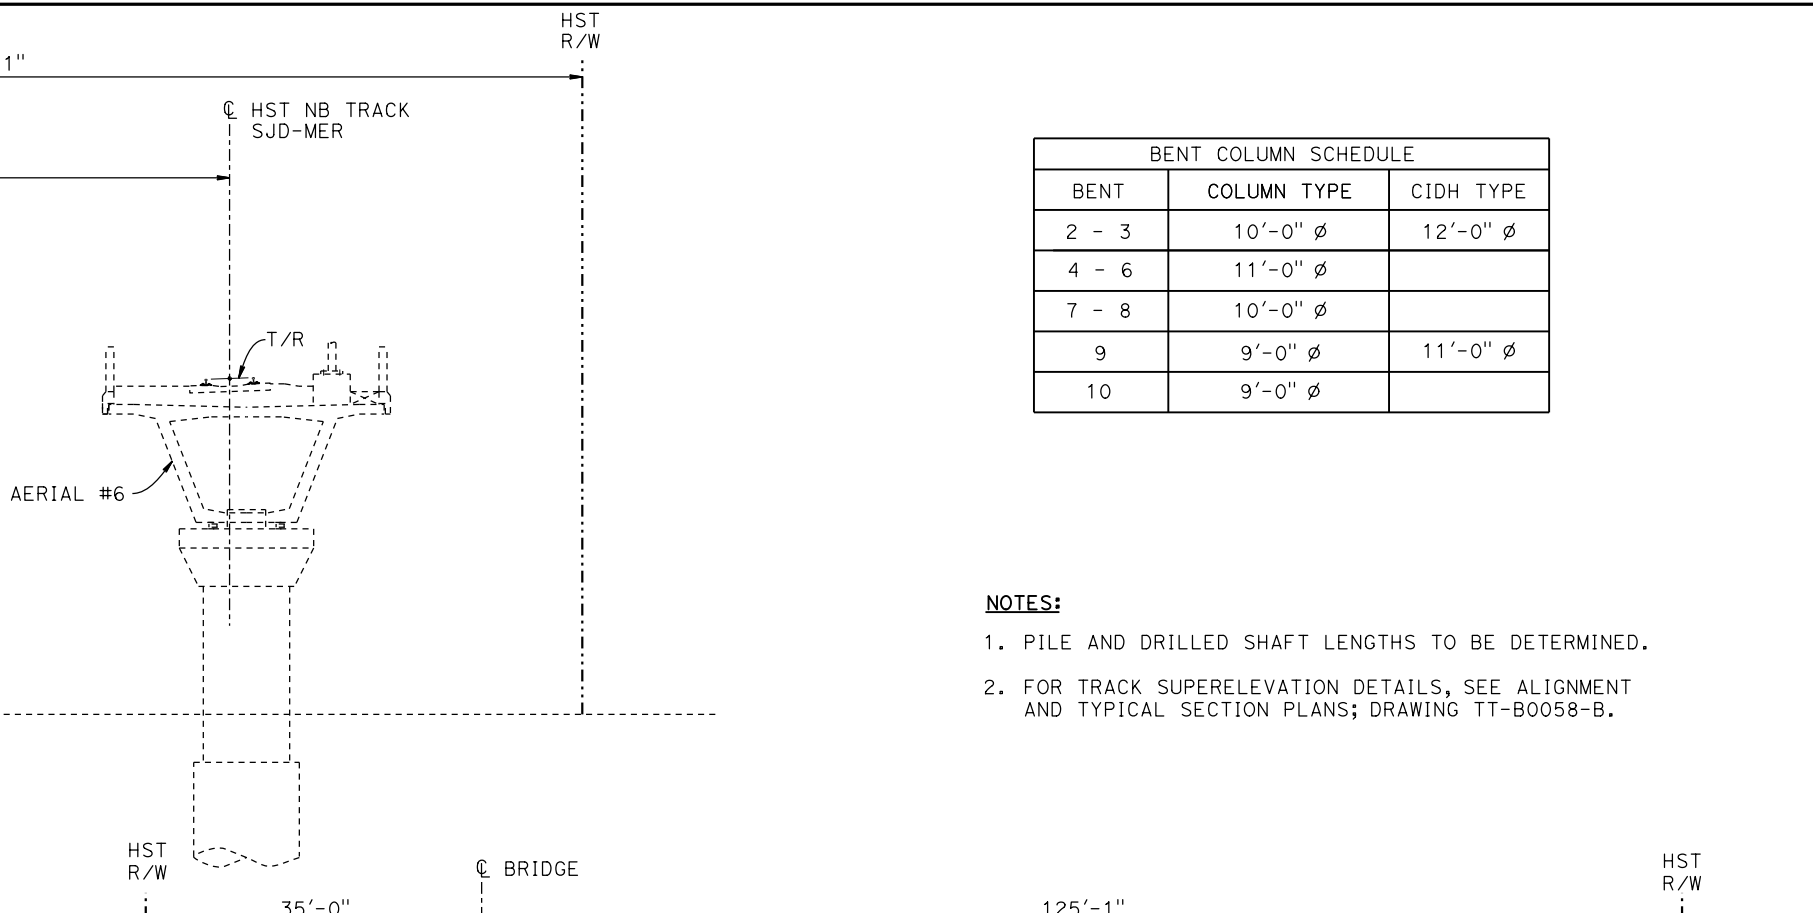 HST
R/W
1"
℄ HST NB TRACK
SJD-MER
BENT COLUMN SCHEDULE
BENT COLUMN TYPE CIDH TYPE
2 - 3 10'-0" Ø 12'-0" Ø
4 - 6 11'-0" Ø
7 - 8 10'-0" Ø
9 9'-0" Ø 11'-0" Ø
10 9'-0" Ø
T/R
AERIAL #6
NOTES:
1. PILE AND DRILLED SHAFT LENGTHS TO BE DETERMINED.
2. FOR TRACK SUPERELEVATION DETAILS, SEE ALIGNMENT
AND TYPICAL SECTION PLANS; DRAWING TT-B0058-B.
HST
R/W
℄ BRIDGE
HST
R/W
35'-0"
125'-1"